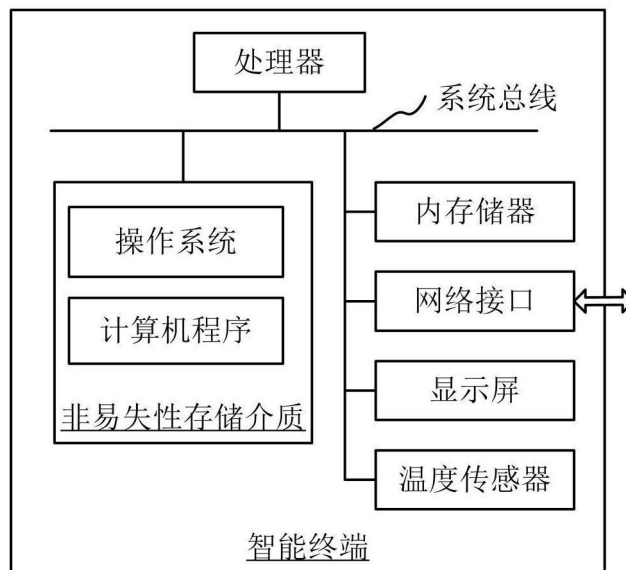 处理器
系统总线
操作系统
计算机程序
非易失性存储介质
内存储器
网络接口
显示屏
温度传感器
智能终端